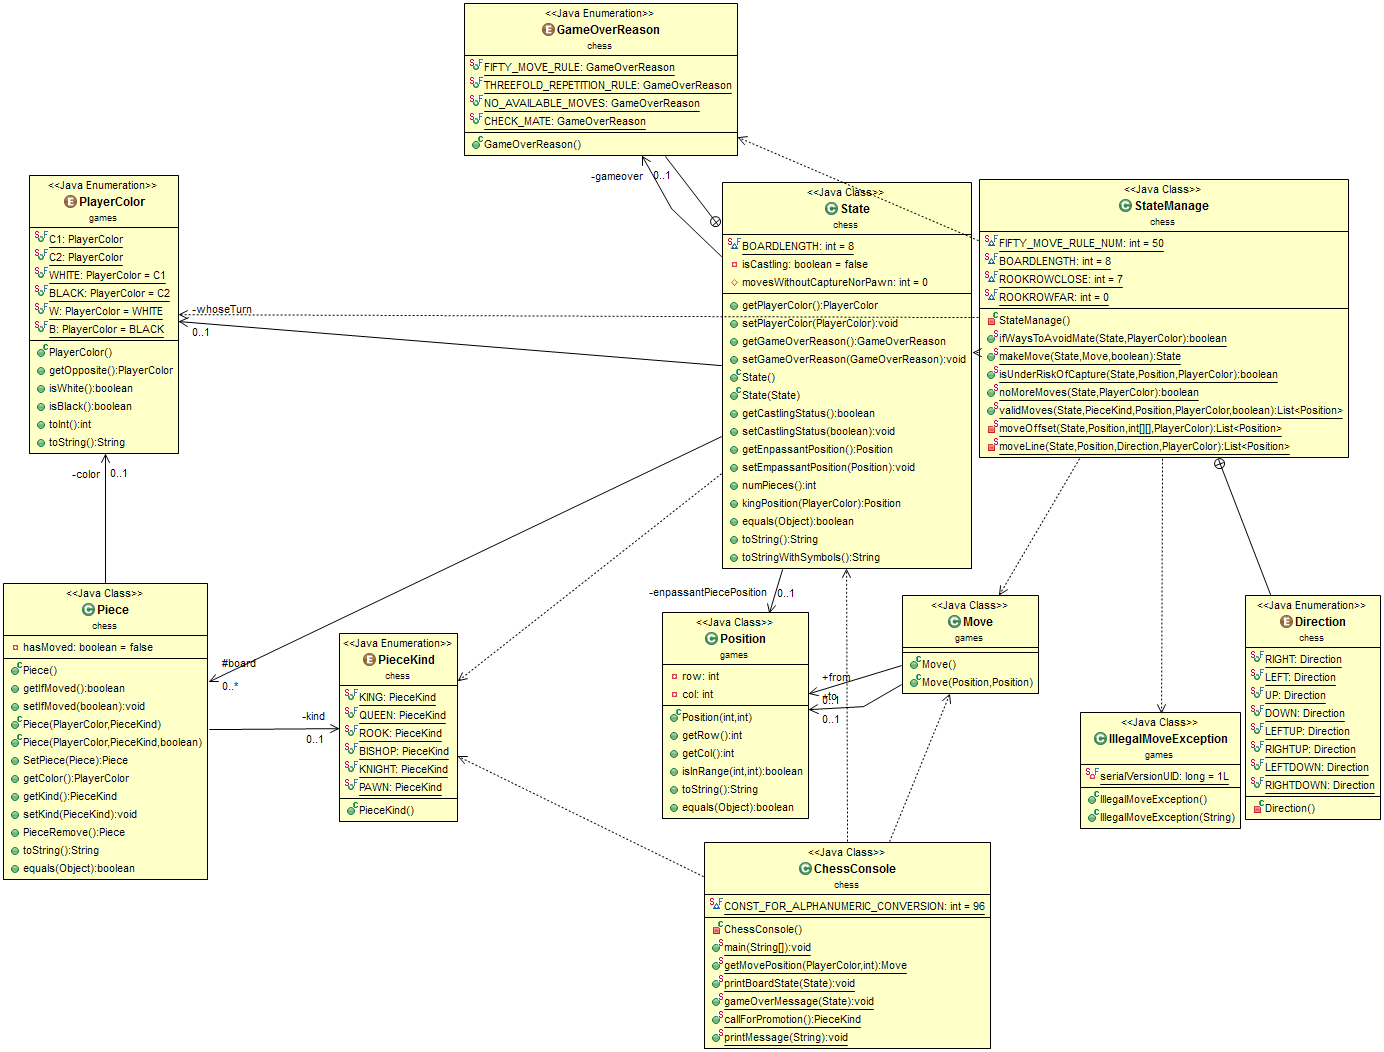 <<Java Enumeration>>
GameOverReason
chess
FIFTY_MOVE_RULE: GameOverReason
THREEFOLD_REPETITION_RULE: GameOverReason
NO_AVAILABLE_MOVES: GameOverReason
CHECK_MATE: GameOverReason
GameOverReason()
-gameover
0..1
<<Java Enumeration>>
PlayerColor
games
C1: PlayerColor
C2: PlayerColor
WHITE: PlayerColor = C1
BLACK: PlayerColor = C2
W: PlayerColor = WHITE
B: PlayerColor = BLACK
PlayerColor()
getOpposite():PlayerColor
isWhite():boolean
isBlack():boolean
toInt():int
toString():String
-whoseTurn
0..1
-color
0..1
<<Java Class>>
State
chess
BOARDLENGTH: int = 8
isCastling: boolean = false
movesWithoutCaptureNorPawn: int = 0
getPlayerColor():PlayerColor
setPlayerColor(PlayerColor):void
getGameOverReason():GameOverReason
setGameOverReason(GameOverReason):void
State()
State(State)
getCastlingStatus():boolean
setCastlingStatus(boolean):void
getEnpassantPosition():Position
setEmpassantPosition(Position):void
numPieces():int
kingPosition(PlayerColor):Position
equals(Object):boolean
toString():String
toStringWithSymbols():String
<<Java Class>>
StateManage
chess
FIFTY_MOVE_RULE_NUM: int = 50
BOARDLENGTH: int = 8
ROOKROWCLOSE: int = 7
ROOKROWFAR: int = 0
StateManage()
ifWaysToAvoidMate(State,PlayerColor):boolean
makeMove(State,Move,boolean):State
isUnderRiskOfCapture(State,Position,PlayerColor):boolean
noMoreMoves(State,PlayerColor):boolean
validMoves(State,PieceKind,Position,PlayerColor,boolean):List<Position>
moveOffset(State,Position,int[][],PlayerColor):List<Position>
moveLine(State,Position,Direction,PlayerColor):List<Position>
<<Java Class>>
Piece
chess
hasMoved: boolean = false
Piece()
getIfMoved():boolean
setIfMoved(boolean):void
Piece(PlayerColor,PieceKind)
Piece(PlayerColor,PieceKind,boolean)
SetPiece(Piece):Piece
getColor():PlayerColor
getKind():PieceKind
setKind(PieceKind):void
PieceRemove():Piece
toString():String
equals(Object):boolean
#board
0..*
-kind
0..1
<<Java Enumeration>>
PieceKind
chess
KING: PieceKind
QUEEN: PieceKind
ROOK: PieceKind
BISHOP: PieceKind
KNIGHT: PieceKind
PAWN: PieceKind
PieceKind()
-enpassantPiecePosition
0..1
<<Java Class>>
Position
games
row: int
col: int
Position(int,int)
getRow():int
getCol():int
isInRange(int,int):boolean
toString():String
equals(Object):boolean
+from
0..1
+to
0..1
<<Java Class>>
Move
games
Move()
Move(Position,Position)
<<Java Class>>
IllegalMoveException
games
serialVersionUID: long = 1L
IllegalMoveException()
IllegalMoveException(String)
<<Java Enumeration>>
Direction
chess
RIGHT: Direction
LEFT: Direction
UP: Direction
DOWN: Direction
LEFTUP: Direction
RIGHTUP: Direction
LEFTDOWN: Direction
RIGHTDOWN: Direction
Direction()
<<Java Class>>
ChessConsole
chess
CONST_FOR_ALPHANUMERIC_CONVERSION: int = 96
ChessConsole()
main(String[]):void
getMovePosition(PlayerColor,int):Move
printBoardState(State):void
gameOverMessage(State):void
callForPromotion():PieceKind
printMessage(String):void